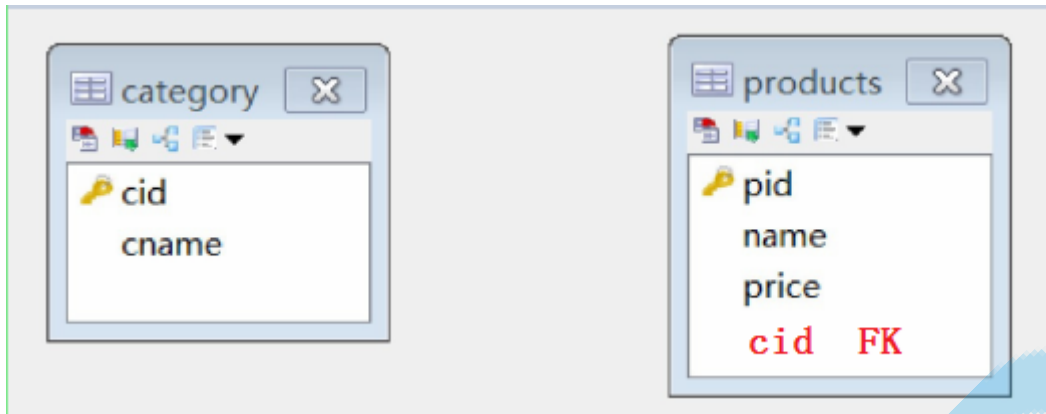 category
cid
cname
products
pid
name
price
cid FK